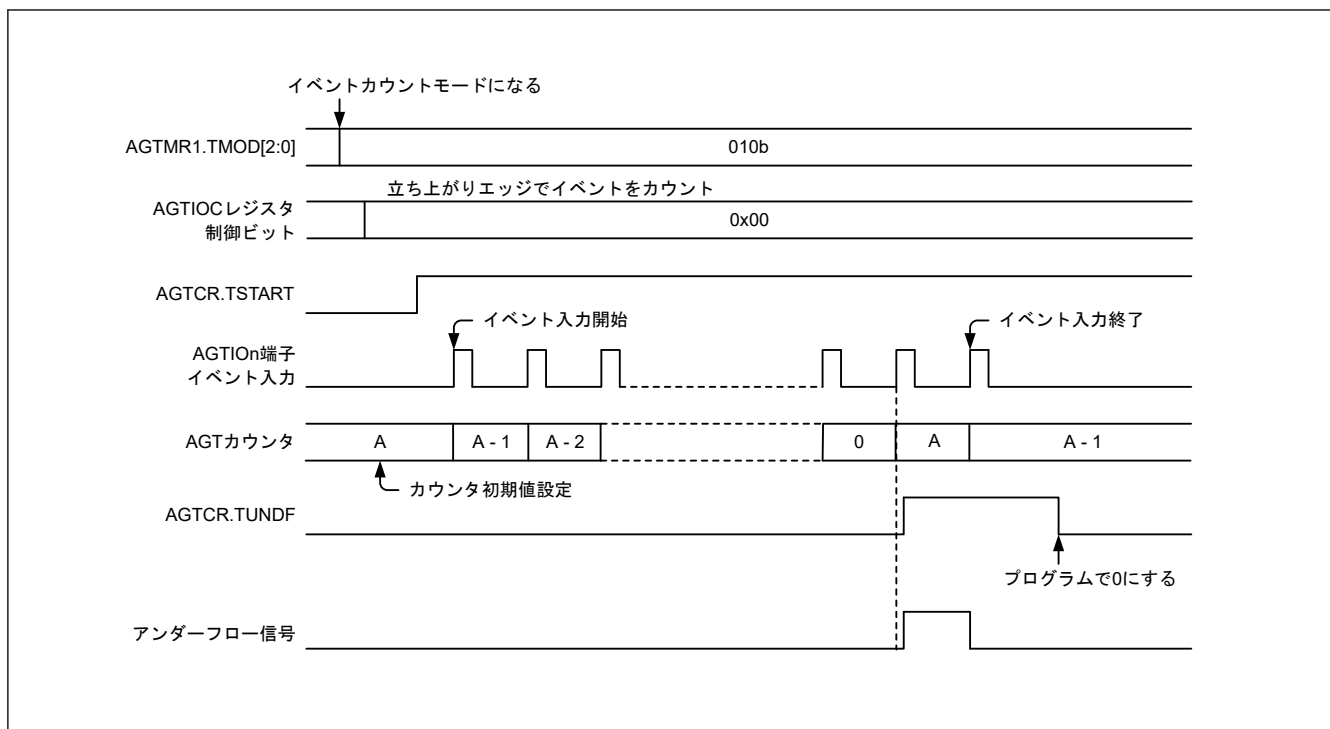 イベントカウントモードになる
AGTMR1.TMOD[2:0]
010b
立ち上がりエッジでイベントをカウント
AGTIOCレジスタ
制御ビット
0x00
AGTCR.TSTART
イベント入力開始
イベント入力終了
AGTIOn端子
イベント入力
AGTカウンタ
A
A - 1
A - 2
0
A
A - 1
カウンタ初期値設定
AGTCR.TUNDF
プログラムで0にする
アンダーフロー信号